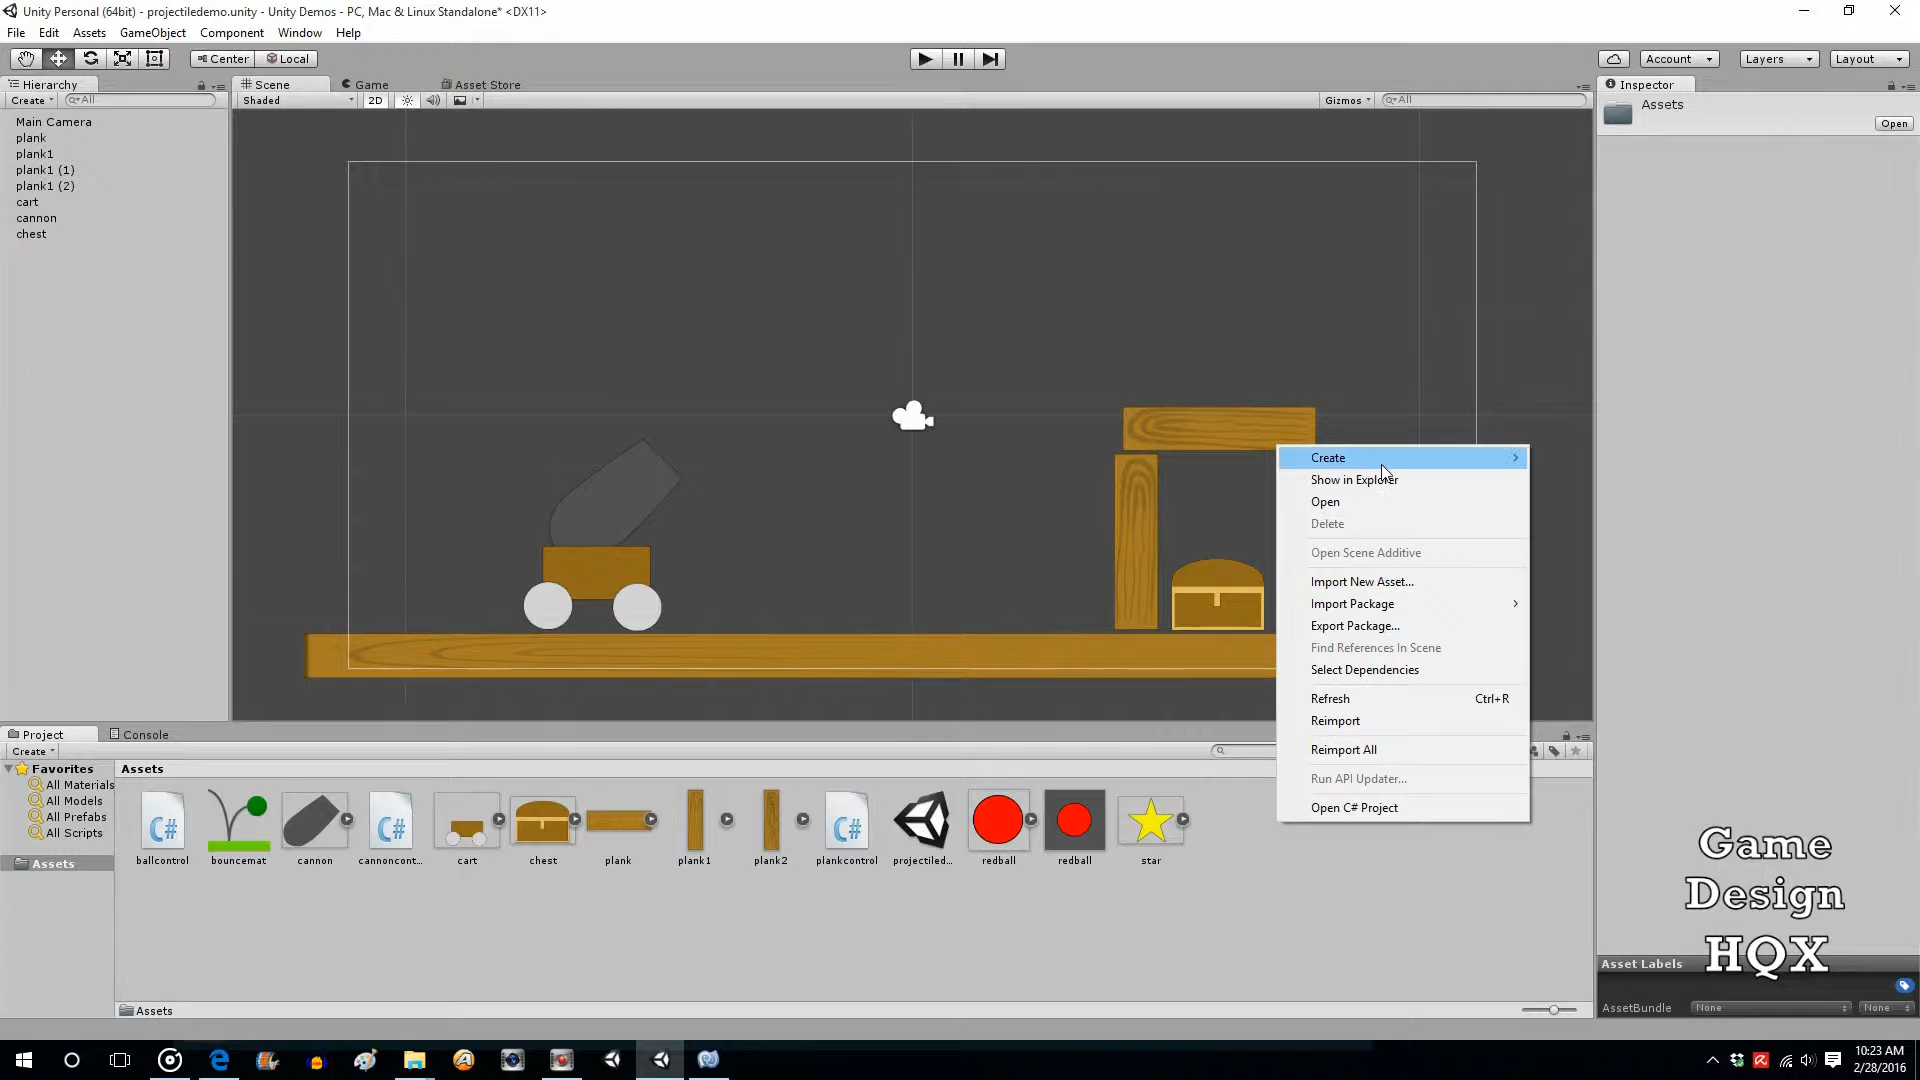 Unity Personal (64bit) - projectiledemo.unity - Unity Demos - PC, Mac & Linux Standalone* <DX11>
File Edit Assets GameObject Component Window Help
Center Local Account Layers Layout
Hierarchy Scene Game Asset Store Inspector
Create All Shaded 2D Gizmos All
Assets
Open
Main Camera
plank
plank1
plank1 (1)
plank1 (2)
cart
cannon
chest
Create
Show in Explorer
Open
Delete
Open Scene Additive
Import New Asset...
Import Package
Export Package...
Find References In Scene
Select Dependencies
Refresh Ctrl+R
Reimport
Reimport All
Run API Updater...
Open C# Project
Project Console
Create
Favorites
All Materials
All Models
All Prefabs
All Scripts
Assets
Assets
C# C# C#
ballcontrol bouncemat cannon cannoncont... cart chest plank plank1 plank2 plankcontrol projectiled... redball redball star
Assets
Game
Design
HQX
Asset Labels
AssetBundle None None
10:23 AM
2/28/2016